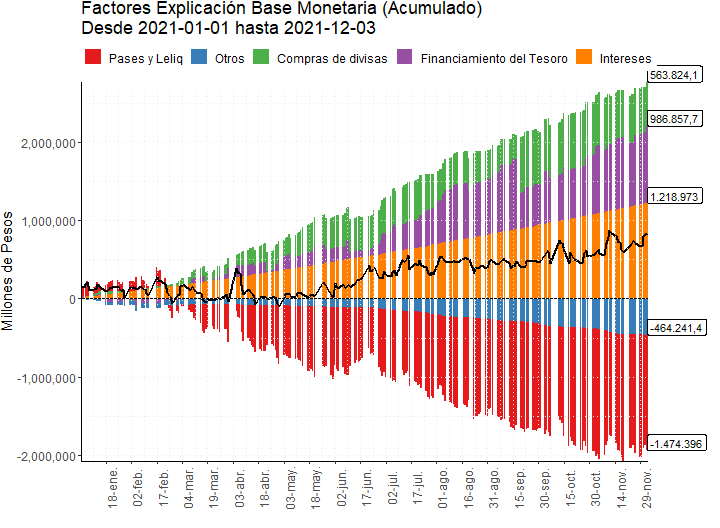 Factores Explicación Base Monetaria (Acumulado)
Desde 2021-01-01 hasta 2021-12-03
Pases y Leliq Otros Compras de divisas Financiamiento del Tesoro Intereses
563.824,1
986.857,7
1.218.973
-464.241,4
-1.474.396
Millones de Pesos
2,000,000
1,000,000
0
-1,000,000
-2,000,000
18-ene.
02-feb.
17-feb.
04-mar.
19-mar.
03-abr.
18-abr.
03-may.
18-may.
02-jun.
17-jun.
02-jul.
17-jul.
01-ago.
16-ago.
31-ago.
15-sep.
30-sep.
15-oct.
30-oct.
14-nov.
29-nov.